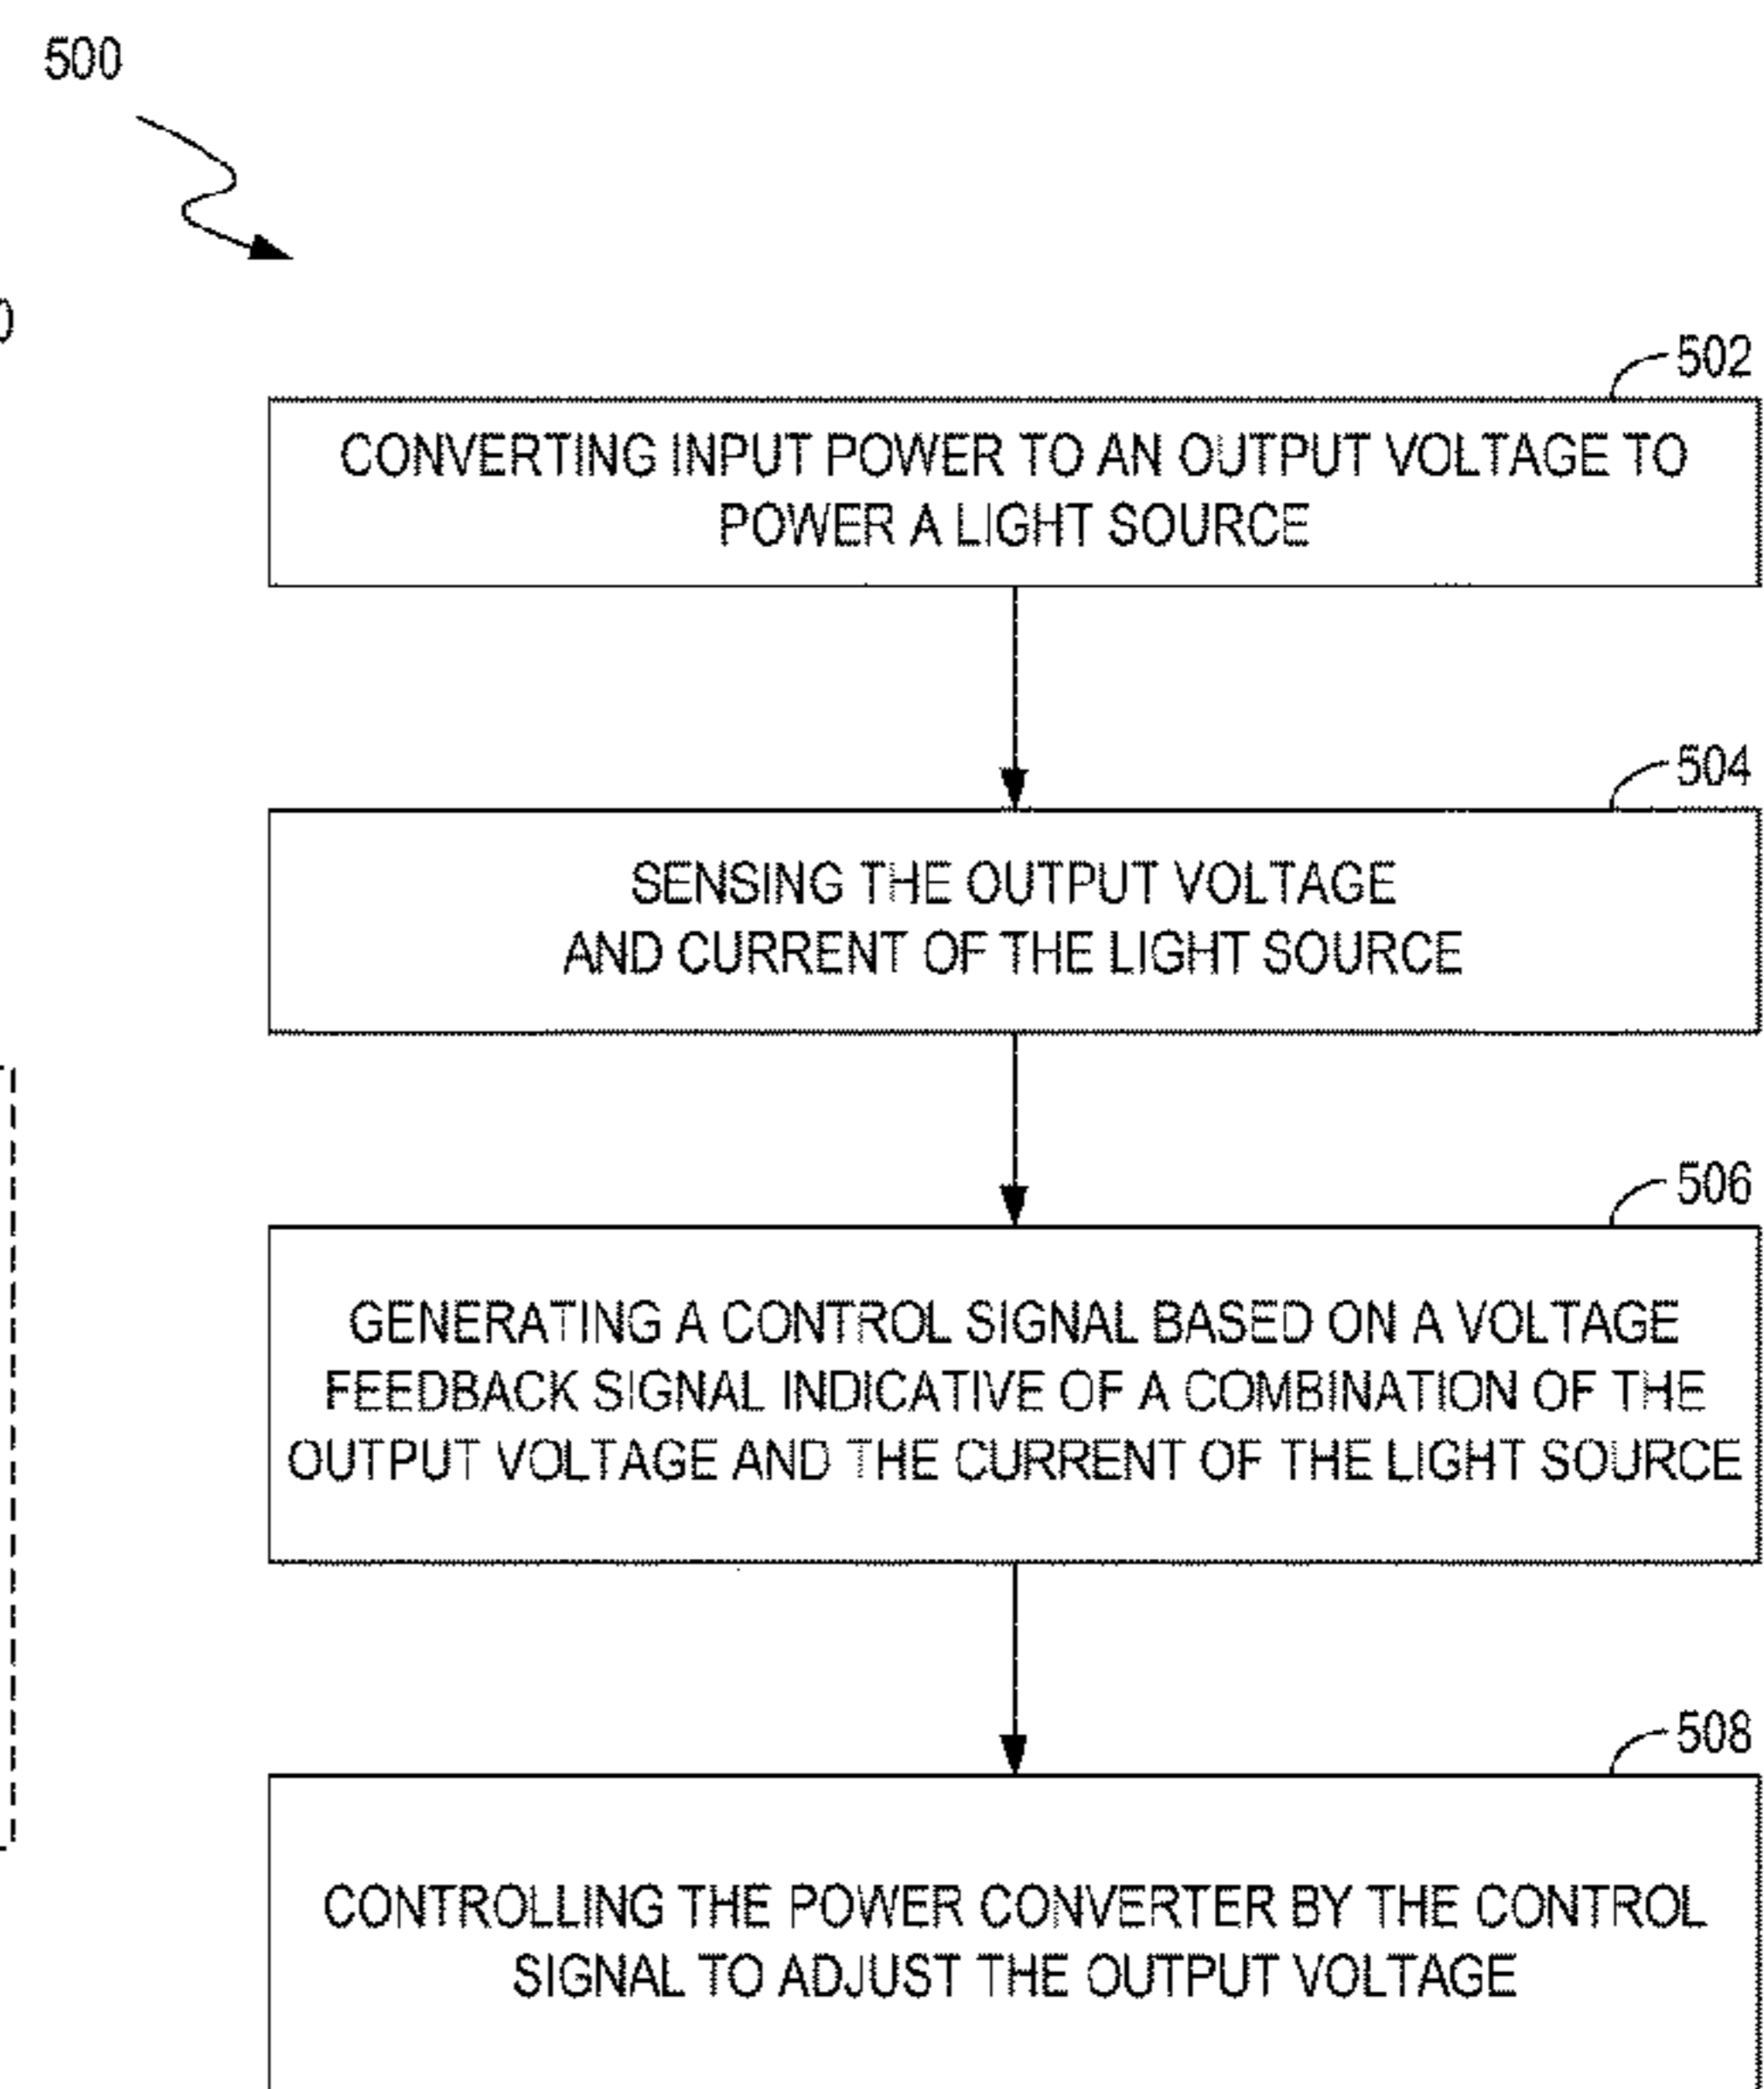 500
502
CONVERTING INPUT POWER TO AN OUTPUT VOLTAGE TO
POWER A LIGHT SOURCE
504
SENSING THE OUTPUT VOLTAGE
AND CURRENT OF THE LIGHT SOURCE
506
GENERATING A CONTROL SIGNAL BASED ON A VOLTAGE
FEEDBACK SIGNAL INDICATIVE OF A COMBINATION OF THE
OUTPUT VOLTAGE AND THE CURRENT OF THE LIGHT SOURCE
508
CONTROLLING THE POWER CONVERTER BY THE CONTROL
SIGNAL TO ADJUST THE OUTPUT VOLTAGE